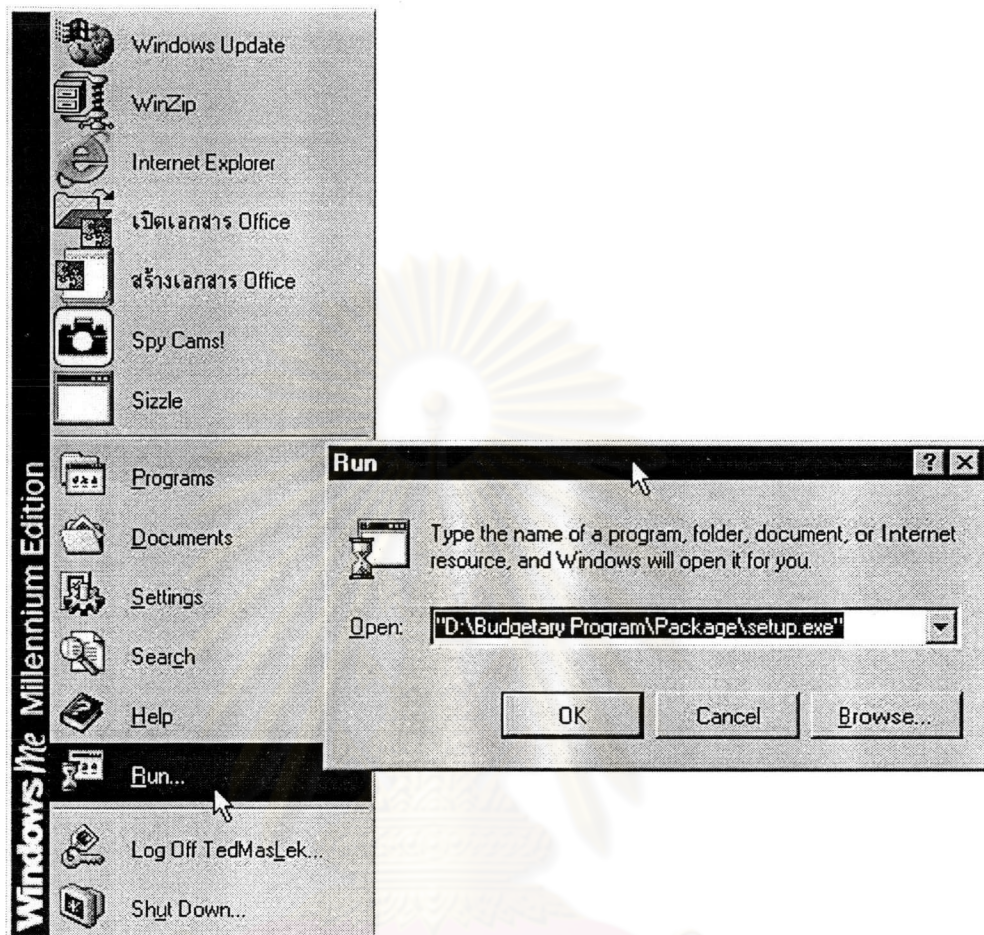 Windows Update
WinZip
Internet Explorer
เปิดเอกสาร Office
สร้างเอกสาร Office
Spy Cams!
Sizzle
Programs
Documents
Settings
Search
Help
Run...
Log Off TedMasLek...
Shut Down...
Windows Me Millennium Edition
Run
Type the name of a program, folder, document, or Internet
resource, and Windows will open it for you.
Open: "D:\Budgetary Program\Package\setup.exe"
OK Cancel Browse...